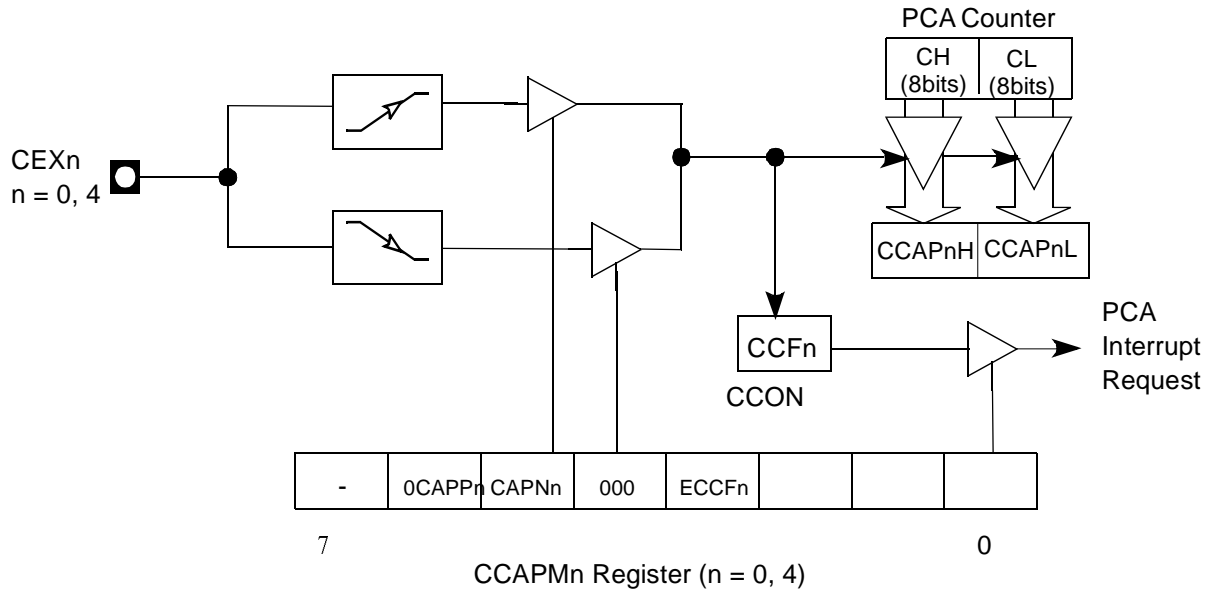 PCA Counter
CH
(8bits)
CL
(8bits)
CEXn
n = 0, 4
CCAPnH
CCAPnL
CCFn
CCON
PCA
Interrupt
Request
-
0CAPPn
CAPNn
000
ECCFn
7
0
CCAPMn Register (n = 0, 4)